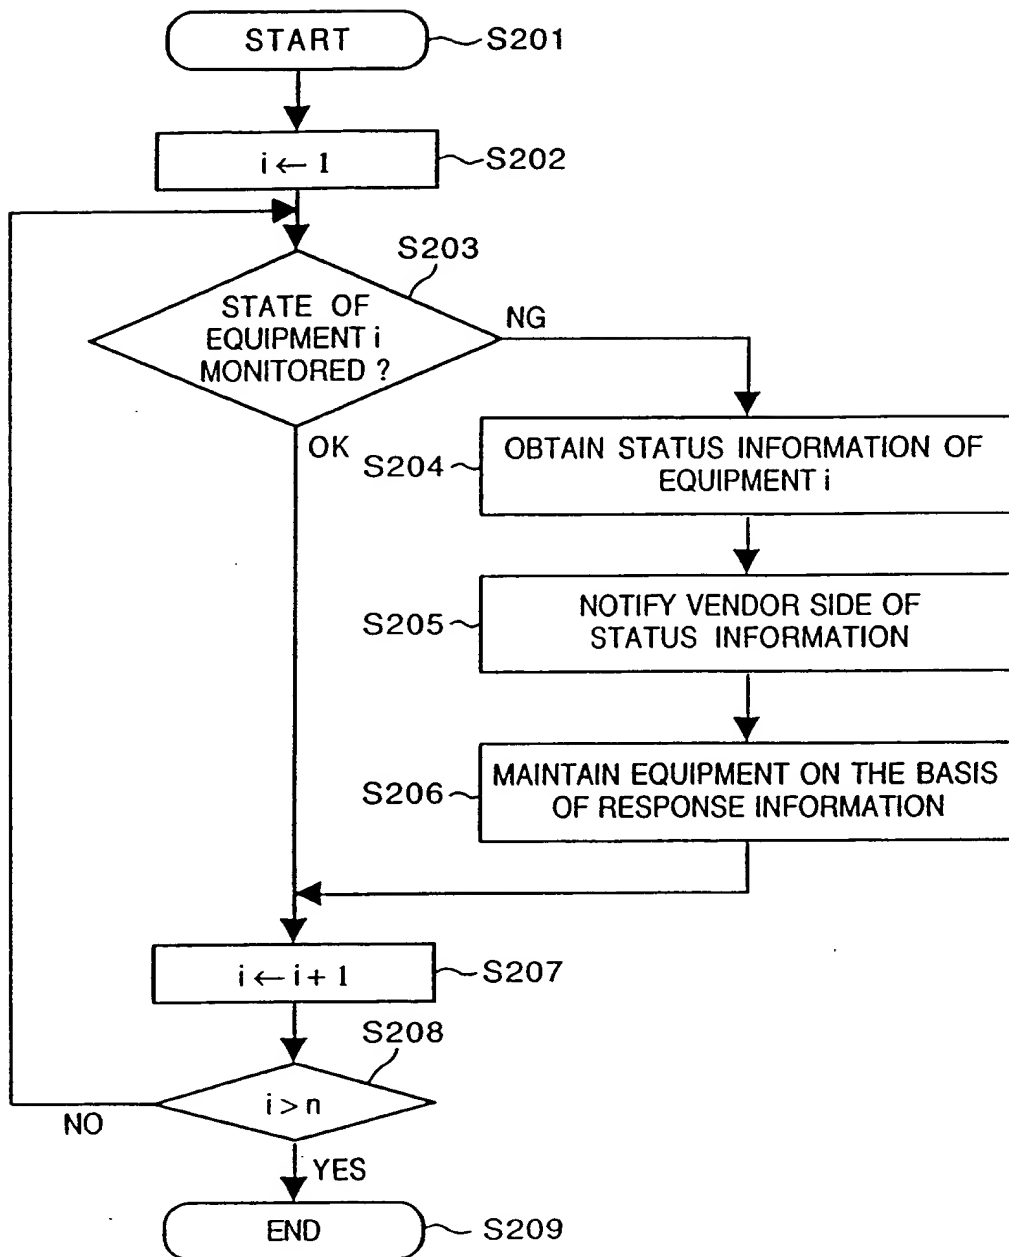 START
S201
i ← 1
S202
S203
STATE OF
EQUIPMENT i
MONITORED ?
NG
OK
S204
OBTAIN STATUS INFORMATION OF
EQUIPMENT i
S205
NOTIFY VENDOR SIDE OF
STATUS INFORMATION
S206
MAINTAIN EQUIPMENT ON THE BASIS
OF RESPONSE INFORMATION
i ← i + 1
S207
S208
i > n
NO
YES
END
S209